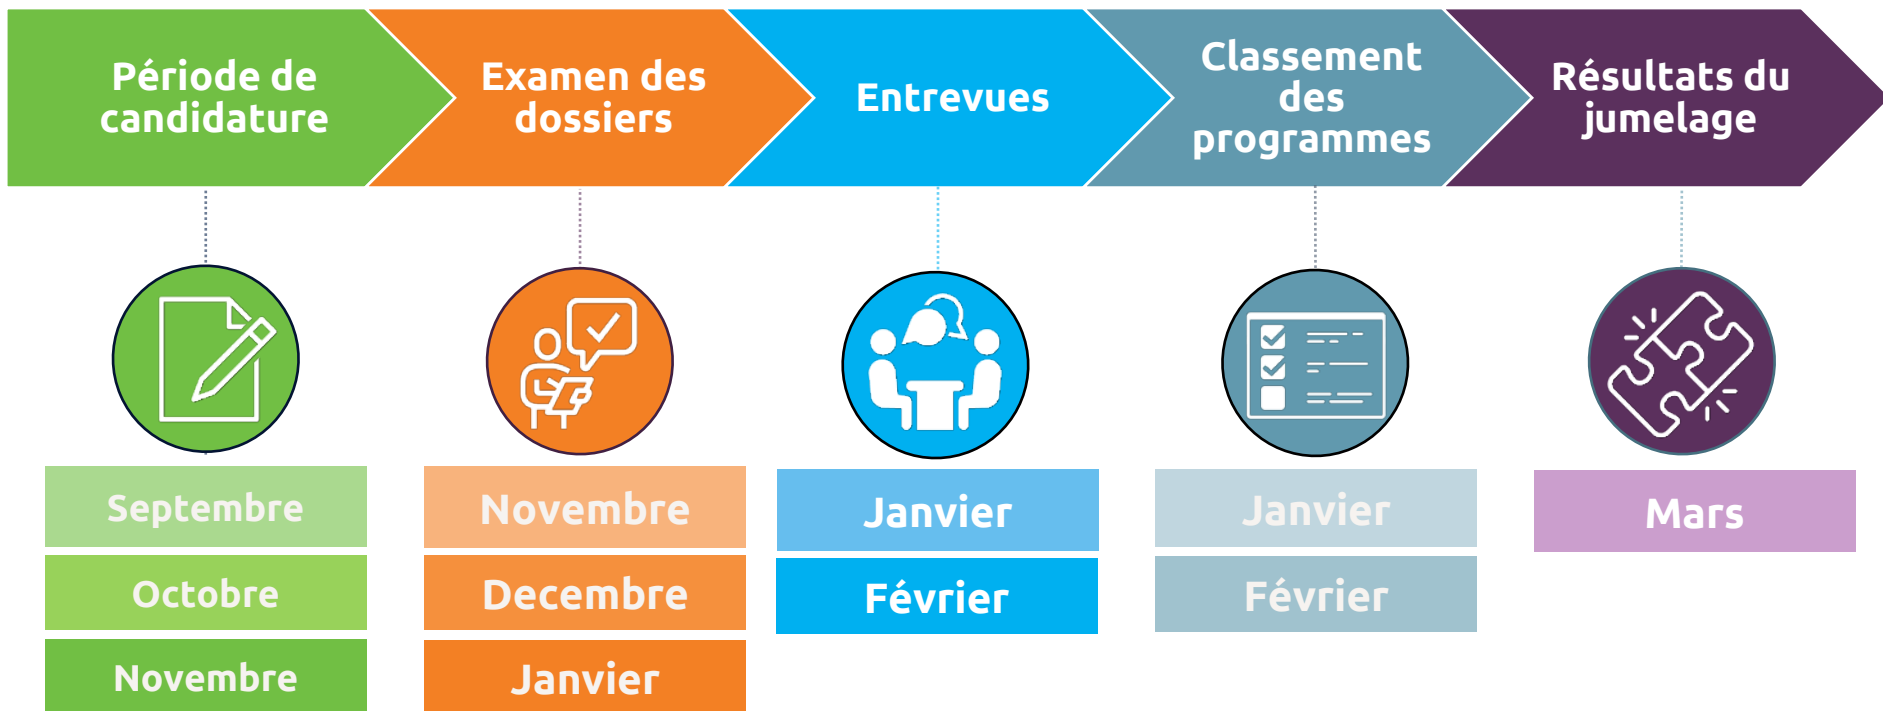 Période de
candidature
Examen des
dossiers
Entrevues
Classement
des
programmes
Résultats du
jumelage
Septembre
Octobre
Novembre
Novembre
Decembre
Janvier
Janvier
Février
Janvier
Février
Mars